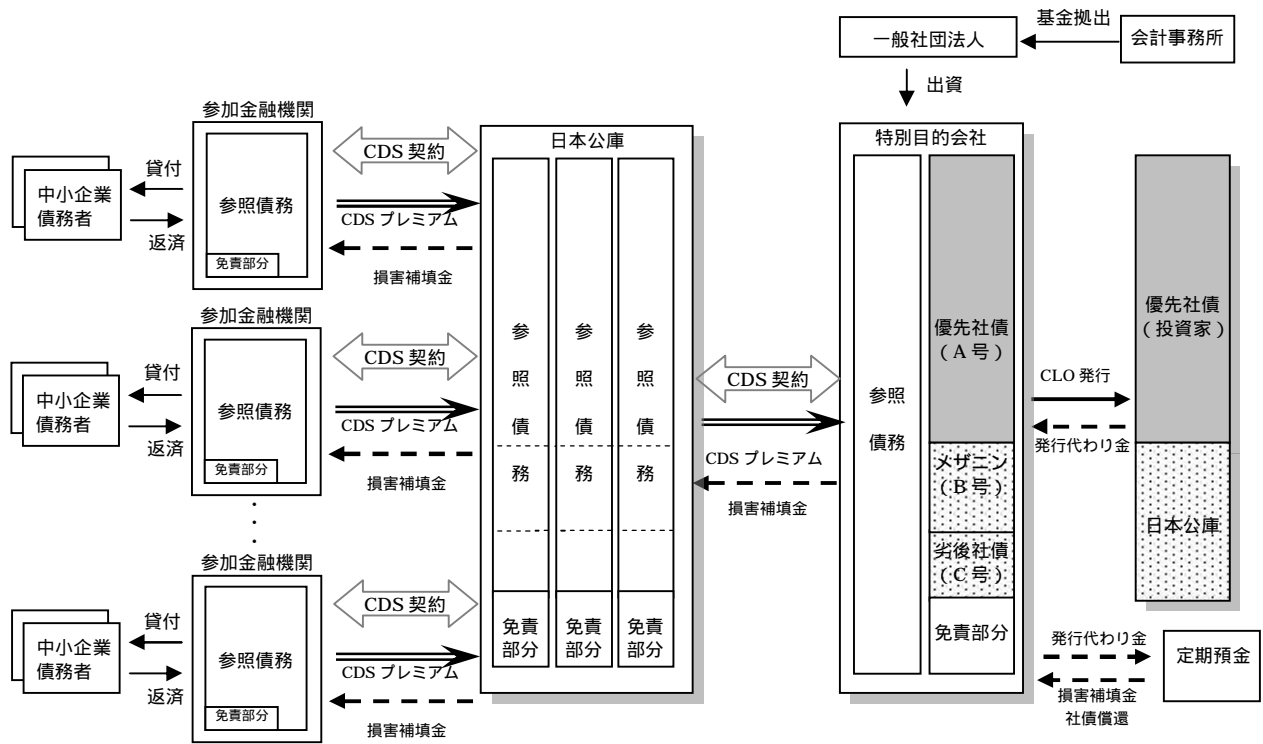 基金拠出
一般社団法人
会計事務所
出資
参加金融機関
参照債務
免責部分
中小企業
債務者
貸付
返済
CDS 契約
CDS プレミアム
損害補填金
参加金融機関
参照債務
免責部分
中小企業
債務者
貸付
返済
CDS 契約
CDS プレミアム
損害補填金
・
・
・
参加金融機関
参照債務
免責部分
中小企業
債務者
貸付
返済
CDS 契約
CDS プレミアム
損害補填金
日本公庫
参照債務
参照債務
参照債務
免責
部分
免責
部分
免責
部分
CDS 契約
CDS プレミアム
損害補填金
特別目的会社
参照
債務
優先社債
(A 号)
メザニン
(B 号)
劣後社債
(C 号)
免責部分
CLO 発行
発行代わり金
優先社債
(投資家)
日本公庫
発行代わり金
損害補填金
社債償還
定期預金